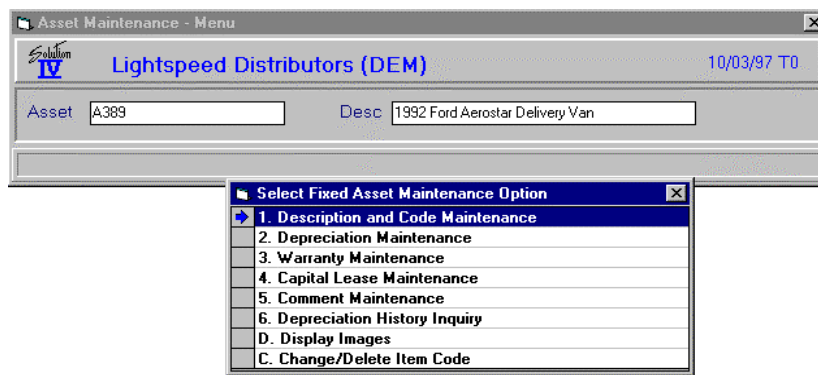 Asset Maintenance - Menu
Solution
IV
Lightspeed Distributors (DEM)
10/03/97 T0
Asset A389 Desc 1992 Ford Aerostar Delivery Van
Select Fixed Asset Maintenance Option
1. Description and Code Maintenance
2. Depreciation Maintenance
3. Warranty Maintenance
4. Capital Lease Maintenance
5. Comment Maintenance
6. Depreciation History Inquiry
D. Display Images
C. Change/Delete Item Code